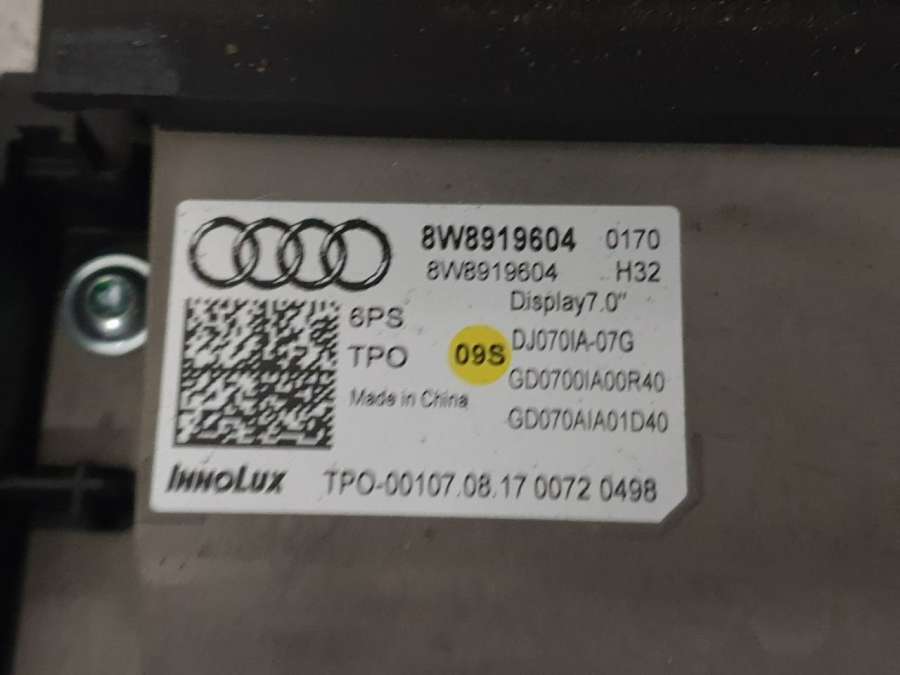 8W8919604 0170
8W8919604 H32
Display7.0"
6PS
DJ070IA-07G
TPO 09S
GD0700IA00R40
Made in China
GD070AIA01D40
INNOLUX TPO-00107.08.17 0072 0498